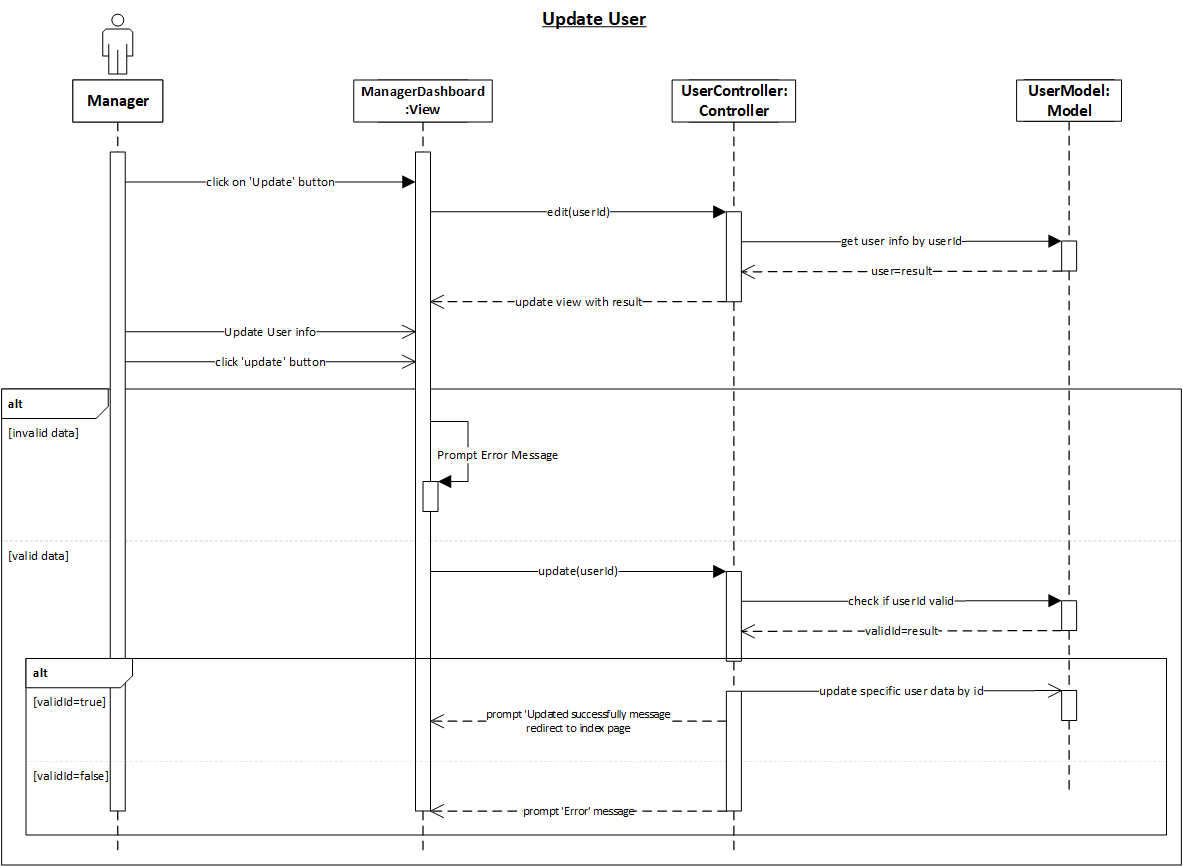 Update User
Manager
ManagerDashboard
:View
UserController:
Controller
UserModel:
Model
click on 'Update' button
edit(userId)
get user info by userId
user=result
update view with result
Update User info
click 'update' button
alt
[invalid data]
Prompt Error Message
[valid data]
update(userId)
check if userId valid
validId=result
alt
[validId=true]
update specific user data by id
prompt 'Updated successfully message
redirect to index page
[validId=false]
prompt 'Error' message